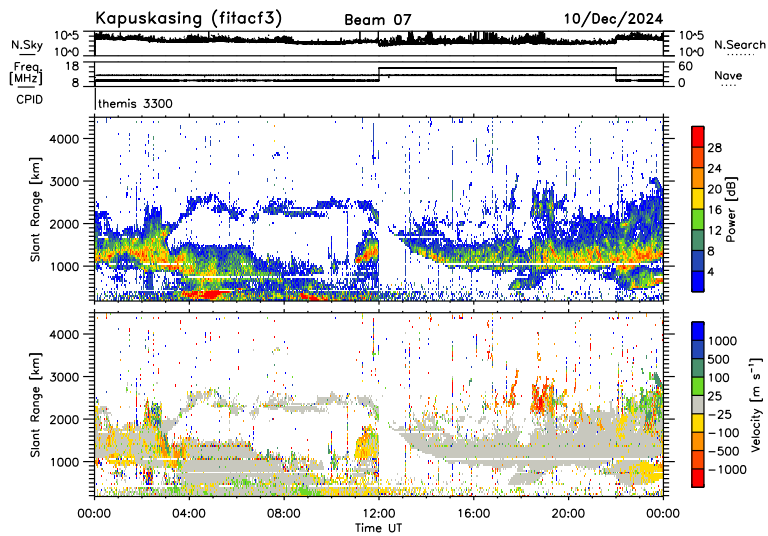 Kapuskasing (fitacf3) Beam 07 10/Dec/2024
N.Sky 10^5 10^0 10^5 10^0 N.Search
Freq. [MHz] 18 8 60 0 Nave
CPID themis 3300
4000
3000
2000
1000
Slant Range [km]
28
24
20
16
12
8
4
Power [dB]
4000
3000
2000
1000
Slant Range [km]
1000
500
100
25
−25
−100
−500
−1000
Velocity [m s−1]
00:00 04:00 08:00 12:00 16:00 20:00 00:00
Time UT